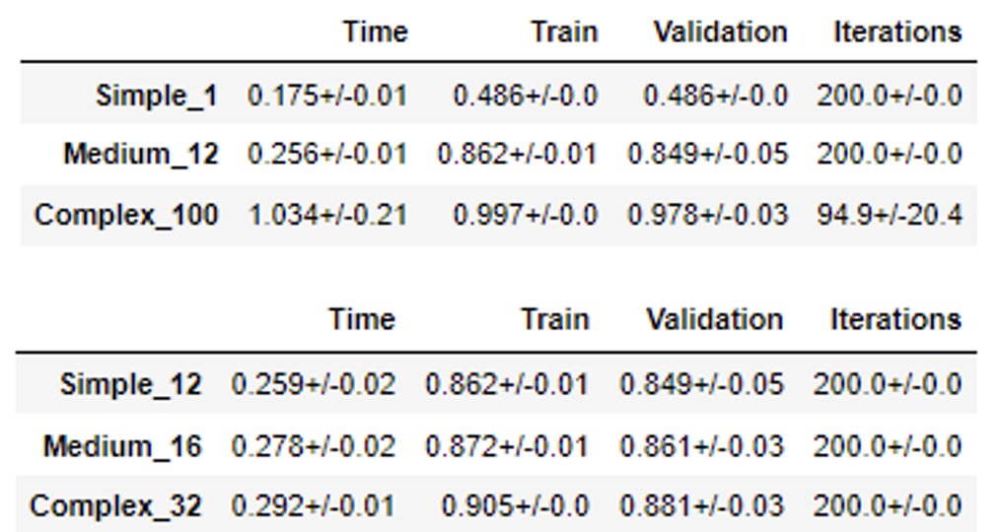 Time Train Validation Iterations
Simple_1 0.175+/-0.01 0.486+/-0.0 0.486+/-0.0 200.0+/-0.0
Medium_12 0.256+/-0.01 0.862+/-0.01 0.849+/-0.05 200.0+/-0.0
Complex_100 1.034+/-0.21 0.997+/-0.0 0.978+/-0.03 94.9+/-20.4
Time Train Validation Iterations
Simple_12 0.259+/-0.02 0.862+/-0.01 0.849+/-0.05 200.0+/-0.0
Medium_16 0.278+/-0.02 0.872+/-0.01 0.861+/-0.03 200.0+/-0.0
Complex_32 0.292+/-0.01 0.905+/-0.0 0.881+/-0.03 200.0+/-0.0